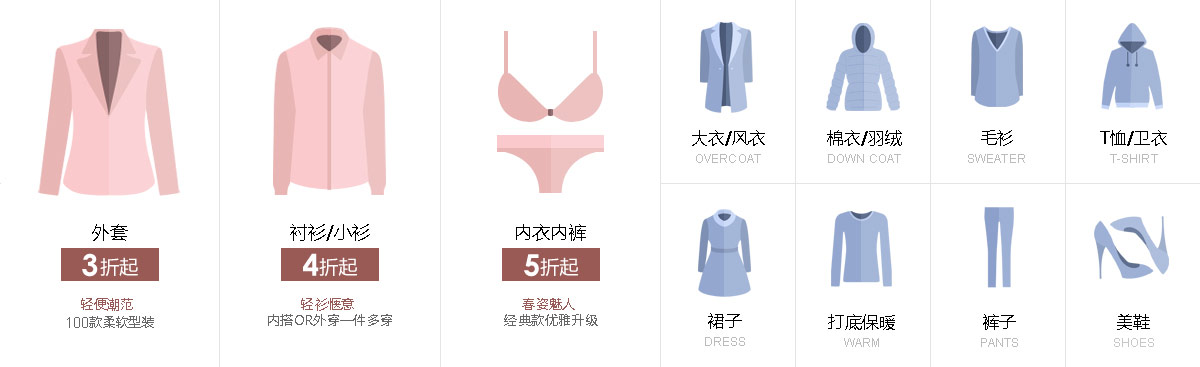 外套
3折起
轻便潮范
100款柔软型装
衬衫/小衫
4折起
轻衫惬意
内搭OR外穿一件多穿
内衣内裤
5折起
春姿魅人
经典款优雅升级
大衣/风衣
OVERCOAT
棉衣/羽绒
DOWN COAT
毛衫
SWEATER
T恤/卫衣
T-SHIRT
裙子
DRESS
打底保暖
WARM
裤子
PANTS
美鞋
SHOES